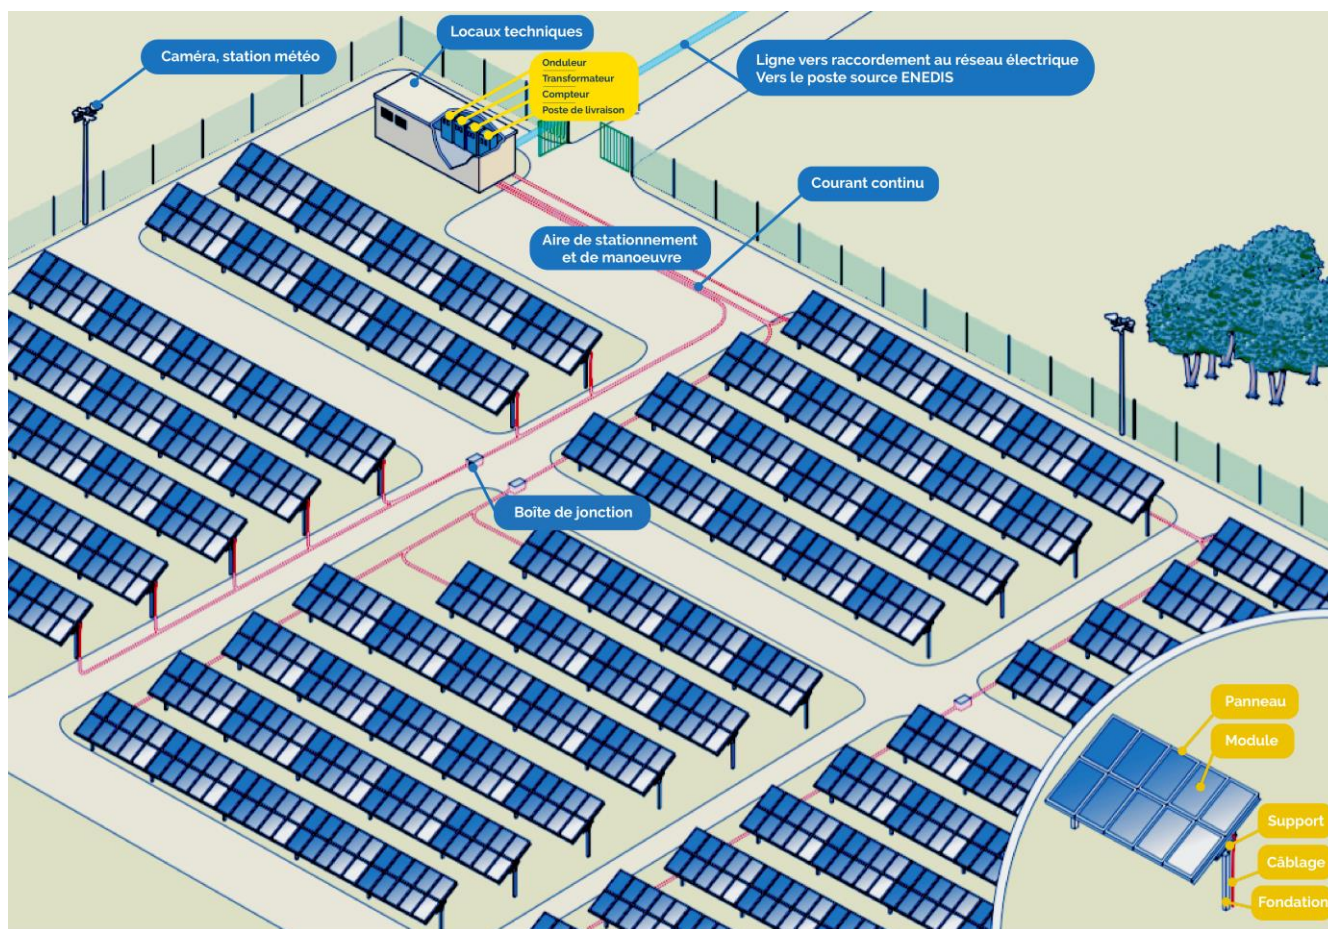 Locaux techniques
Caméra, station météo
Onduleur
Transformateur
Compteur
Poste de livraison
Ligne vers raccordement au réseau électrique
Vers le poste source ENEDIS
Courant continu
Aire de stationnement
et de manoeuvre
Boîte de jonction
Panneau
Module
Support
Câblage
Fondation